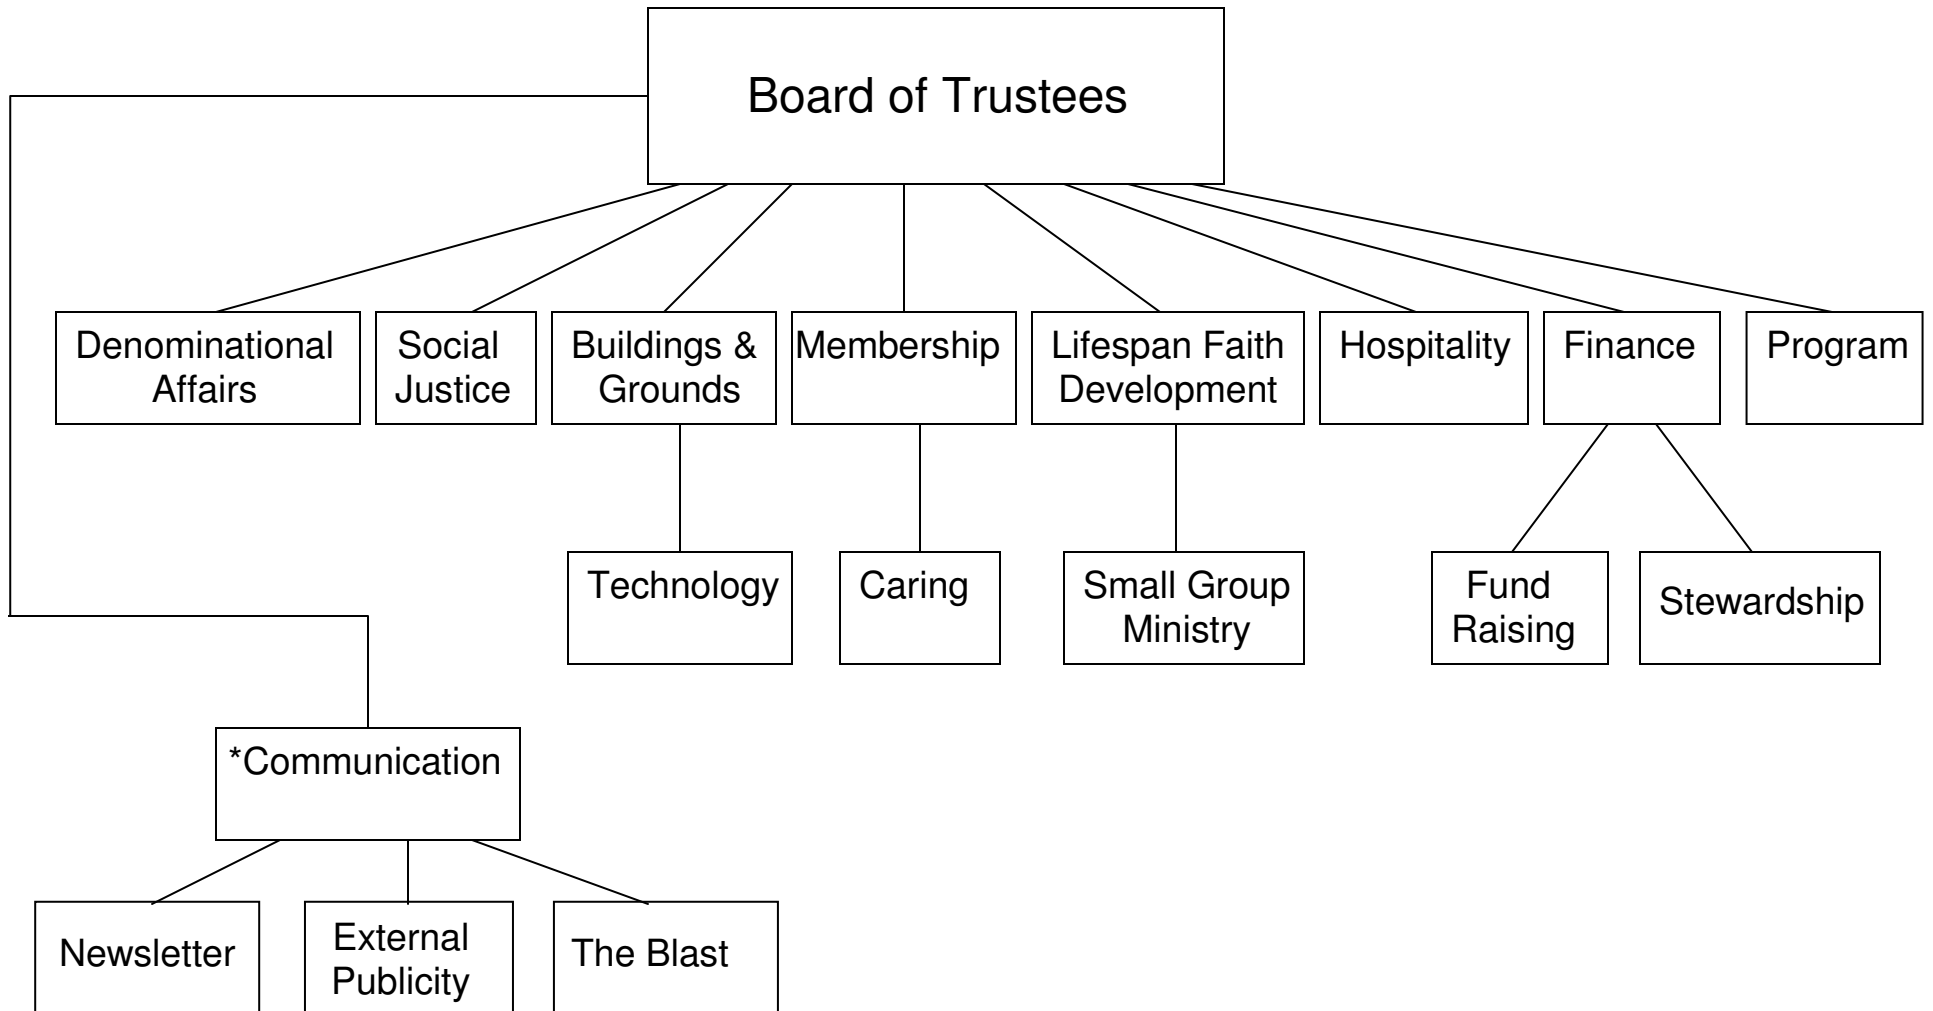 Board of Trustees
Denominational
Affairs
Social
Justice
Buildings &
Grounds
Membership
Lifespan Faith
Development
Hospitality
Finance
Program
Technology
Caring
Small Group
Ministry
Fund
Raising
Stewardship
*Communication
Newsletter
External
Publicity
The Blast